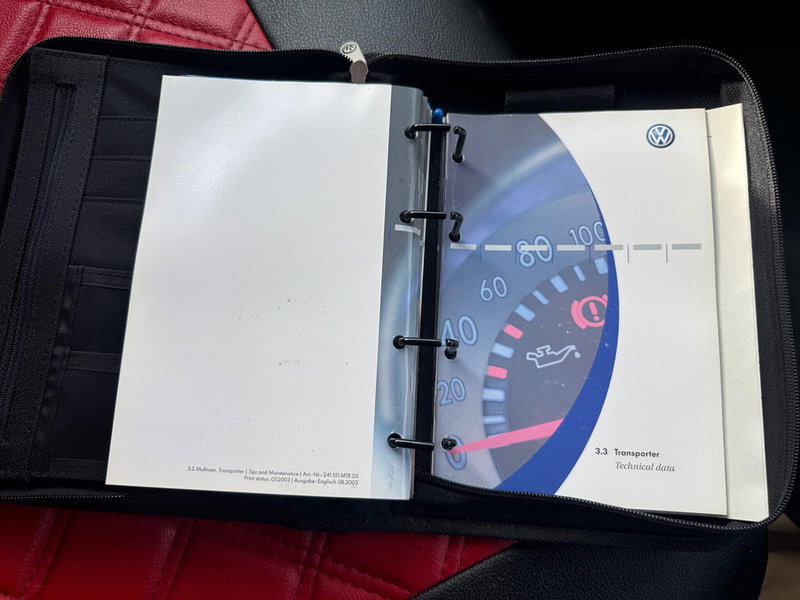 3.2 Multivan, Transporter | Tips and Maintenance | Art.-Nr.: 241.551.MTR.20
Print status: 07.2003 | Ausgabe: Englisch 08.2003
100
80
60
40
20
0
3.3 Transporter
Technical data